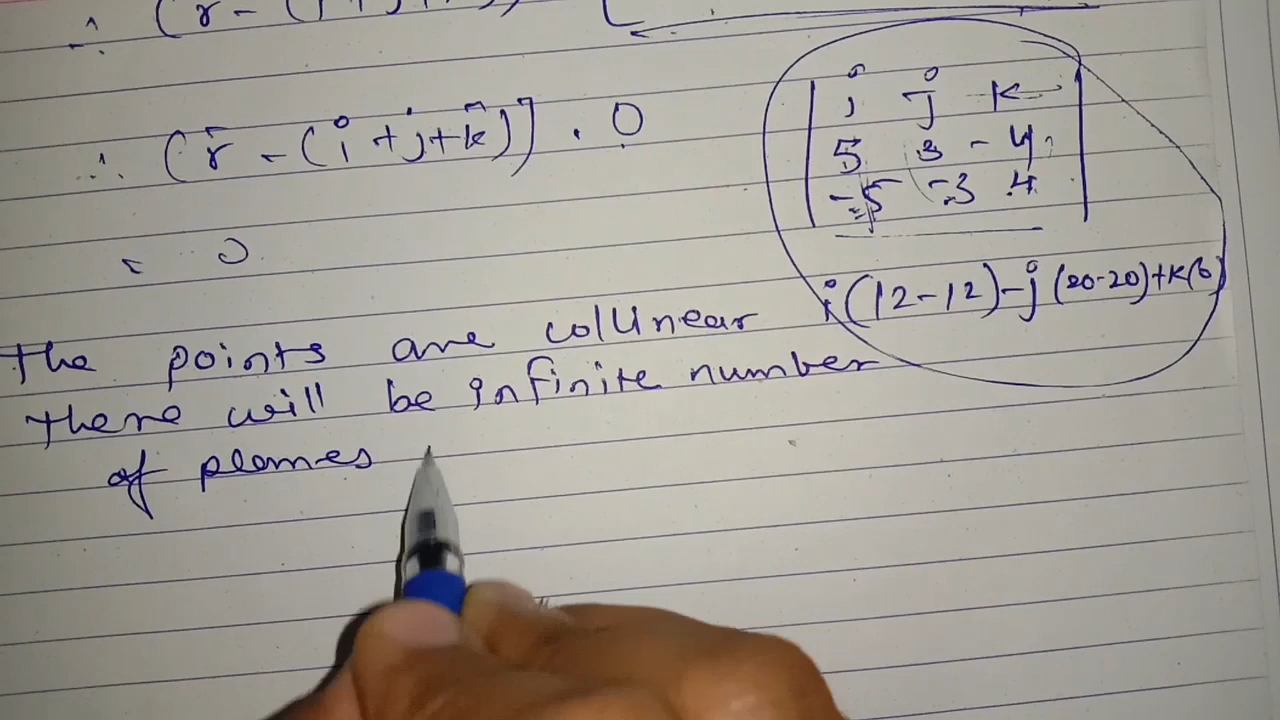 ∴ (r̄ - (î + ĵ + k̂)] . 0
= 0
The points are collinear
there will be infinite number
of planes
| i j k |
| 5 3 -4 |
| -5 -3 4 |
i(12-12)-j(20-20)+k(0)